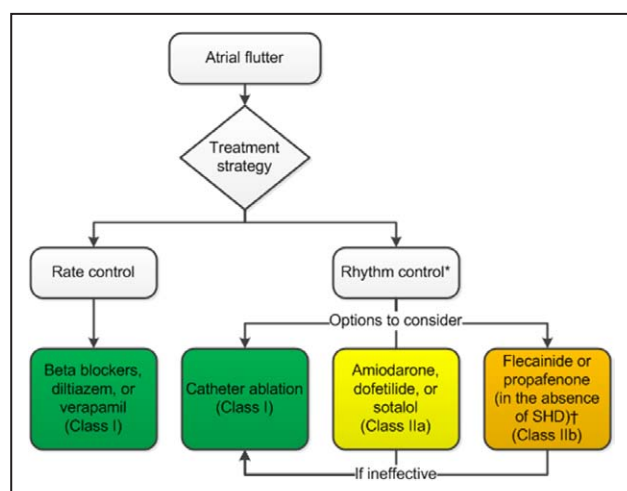 Atrial flutter
Treatment
strategy
Rate control
Rhythm control*
Options to consider
Beta blockers,
diltiazem, or
verapamil
(Class I)
Catheter ablation
(Class I)
Amiodarone,
dofetilide, or
sotalol
(Class IIa)
Flecainide or
propafenone
(in the absence
of SHD)†
(Class IIb)
If ineffective